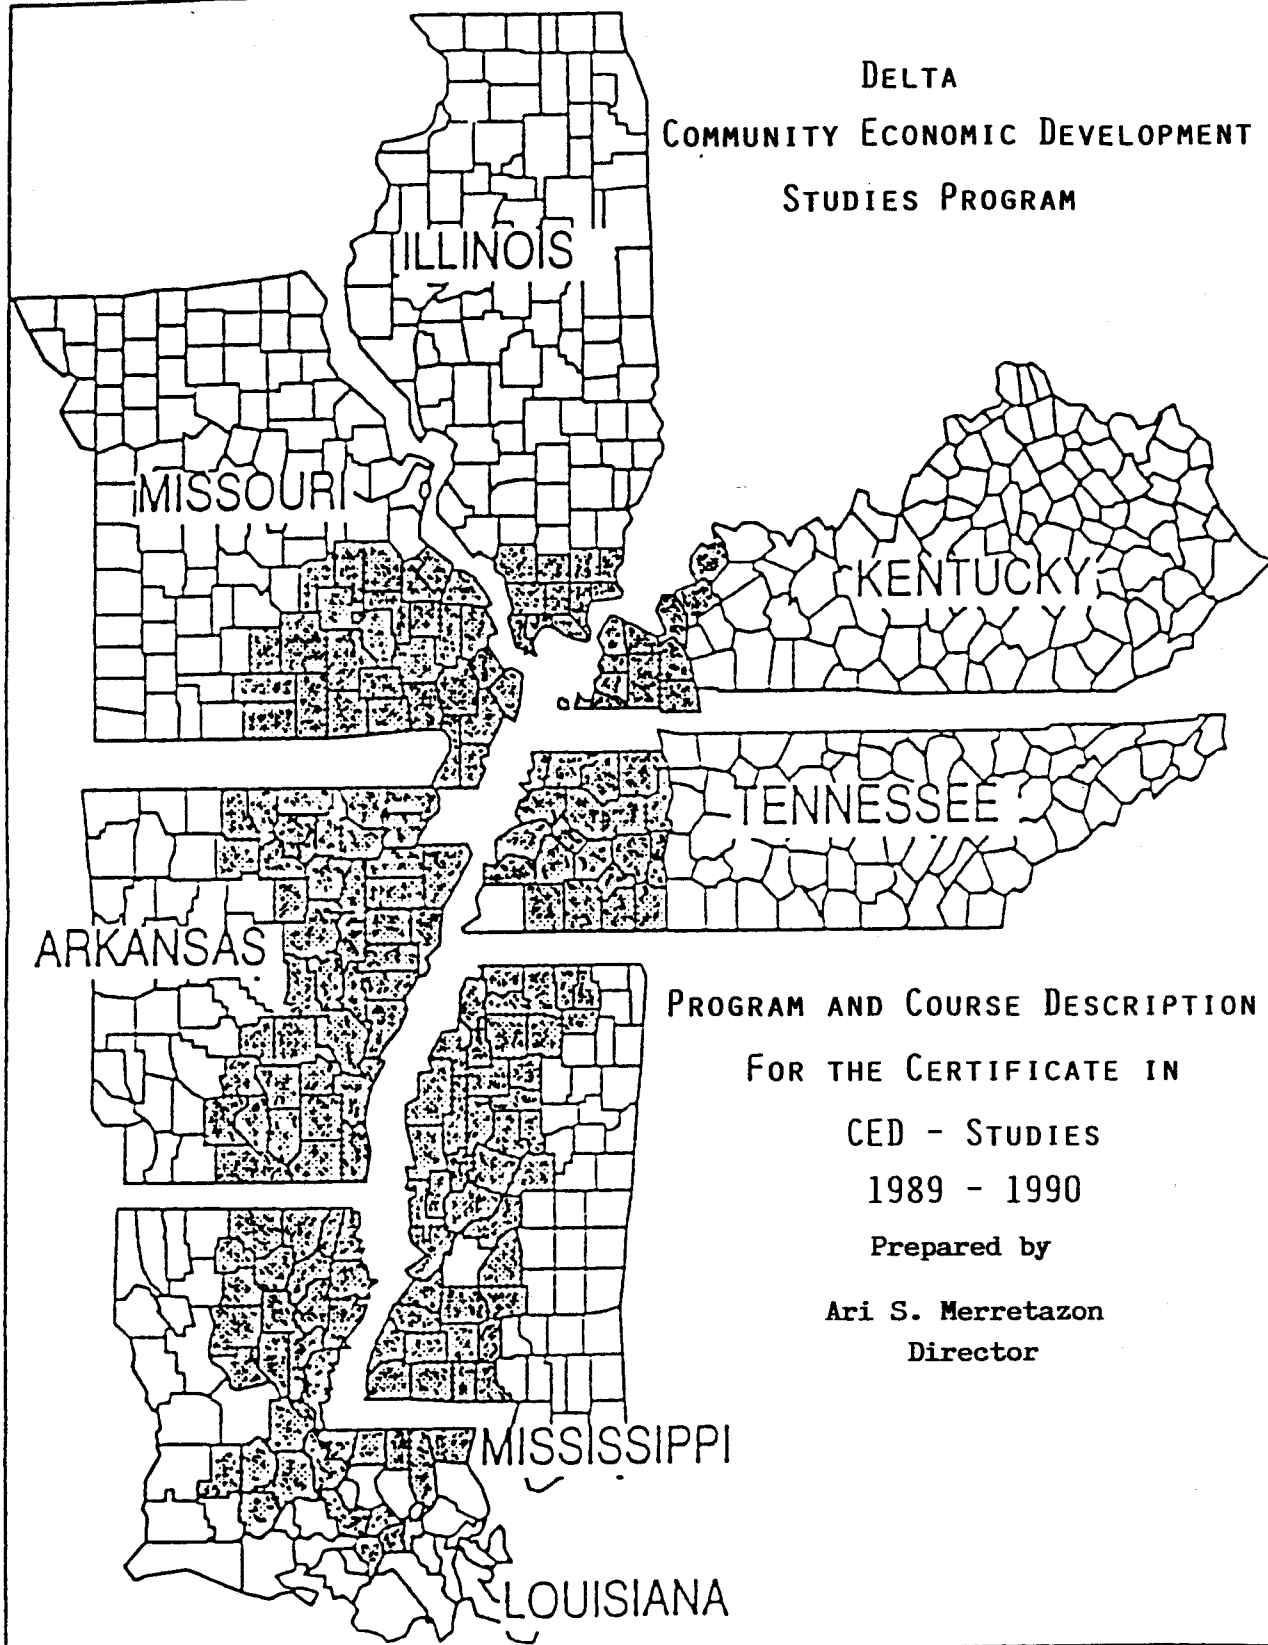 DELTA
COMMUNITY ECONOMIC DEVELOPMENT
STUDIES PROGRAM
ILLINOIS
MISSOURI
KENTUCKY
TENNESSEE
ARKANSAS
PROGRAM AND COURSE DESCRIPTION
FOR THE CERTIFICATE IN
CED - STUDIES
1989 - 1990
Prepared by
Ari S. Merretazon
Director
MISSISSIPPI
LOUISIANA